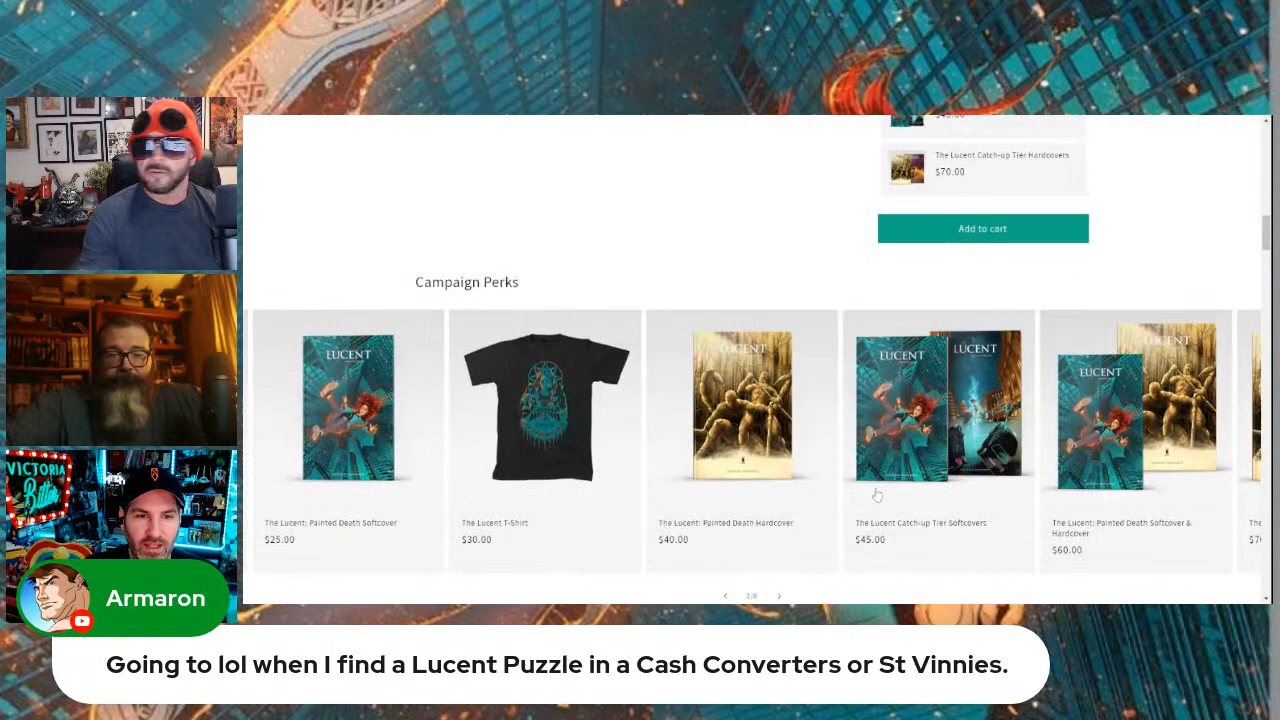 The Lucent Catch-up Tier Hardcovers
$70.00
Add to cart
Campaign Perks
LUCENT
LUCENT
LUCENT
LUCENT
LUCENT
LUCENT
The Lucent: Painted Death Softcover
$25.00
The Lucent T-Shirt
$30.00
The Lucent: Painted Death Hardcover
$40.00
The Lucent Catch-up Tier Softcovers
$45.00
The Lucent: Painted Death Softcover &
Hardcover
$60.00
2/8
VICTORIA
Bitter
Armaron
Going to lol when I find a Lucent Puzzle in a Cash Converters or St Vinnies.